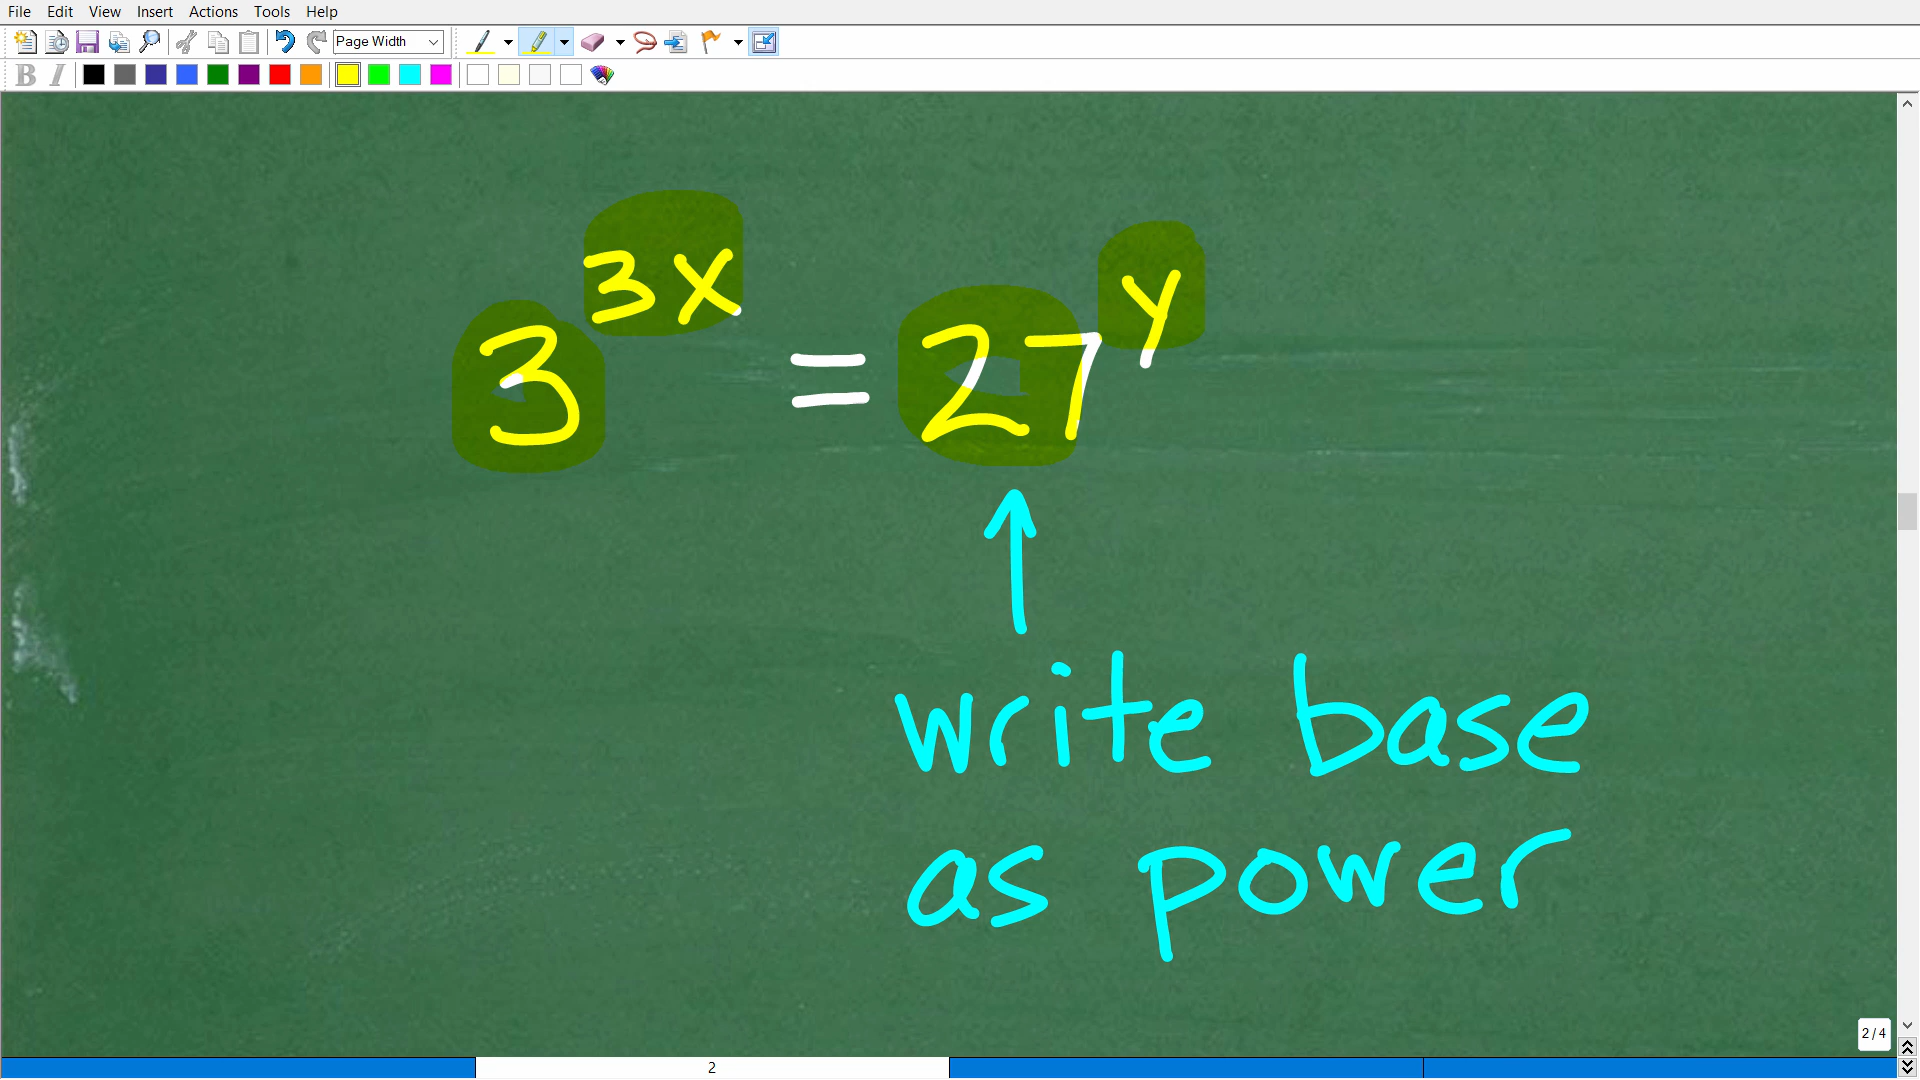 File Edit View Insert Actions Tools Help
Page Width
B I
3^{3x} = 27^y
write base
as power
2 / 4
2